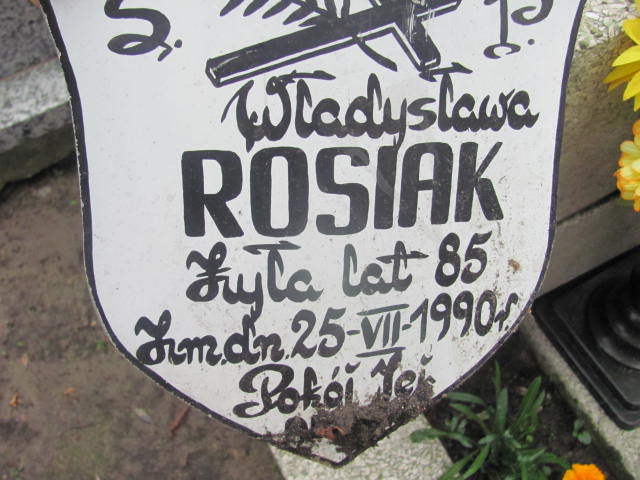 Ś. P.
Władysława
ROSIAK
Żyła lat 85
Zm. dn. 25-VII-1990 r.
Pokój Jej